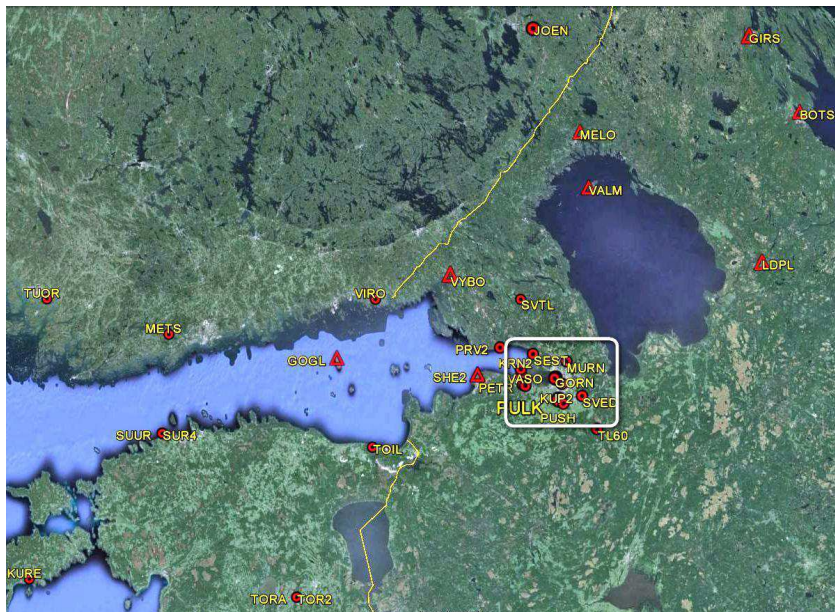 JOEN
GIRS
BOTS
MELO
VALM
LDPL
VYBO
TUOR
VIRO
SVTL
METS
PRV2
GOGL
KRN2 SEST
MURN
SHE2
PETR VASO GORN
KUP2 SVED
PULK
PUSH
SUUR SUR4
TL60
TOIL
KURE
TORA TOR2